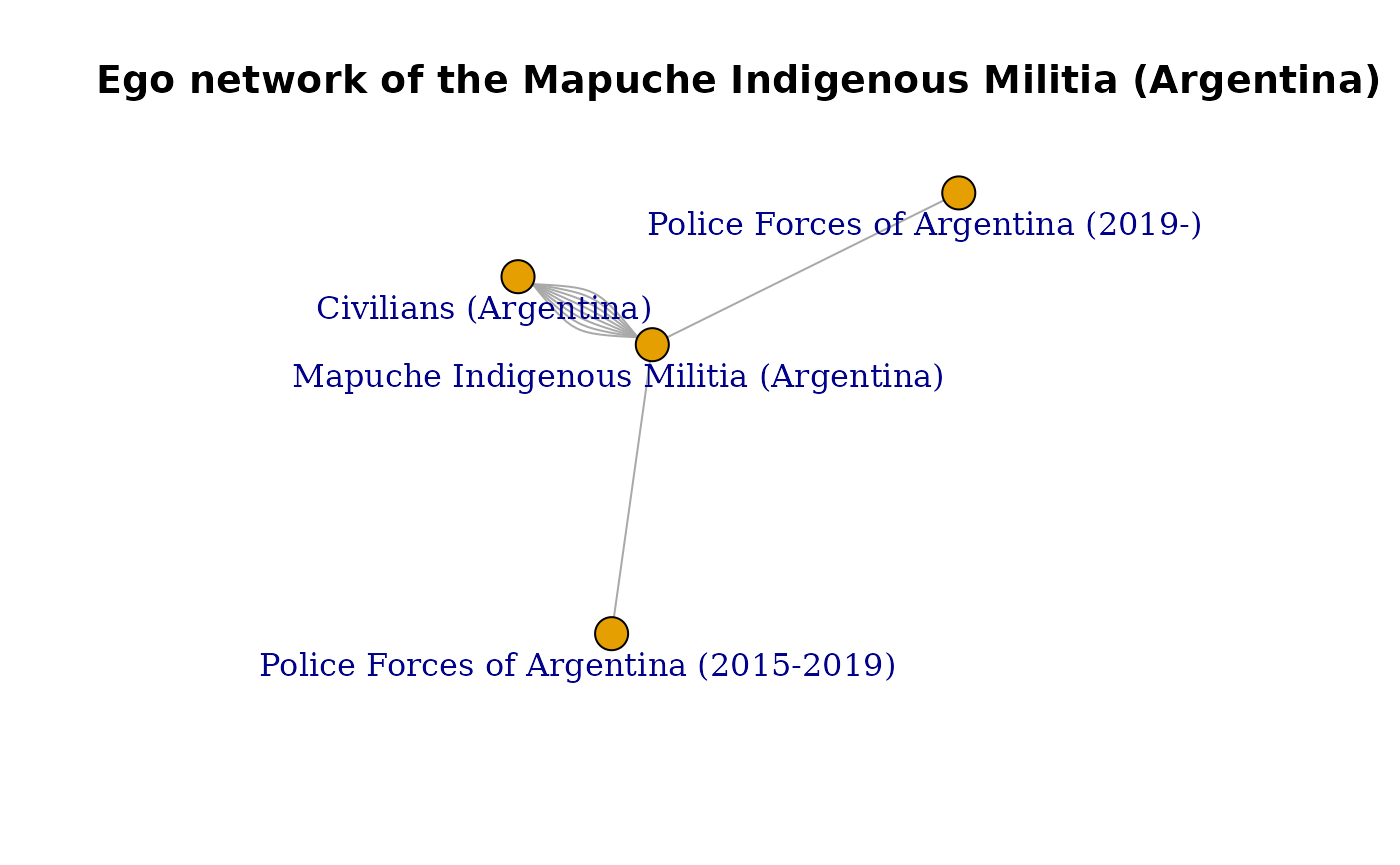 Ego network of the Mapuche Indigenous Militia (Argentina)
Police Forces of Argentina (2019-)
Civilians (Argentina)
Mapuche Indigenous Militia (Argentina)
Police Forces of Argentina (2015-2019)